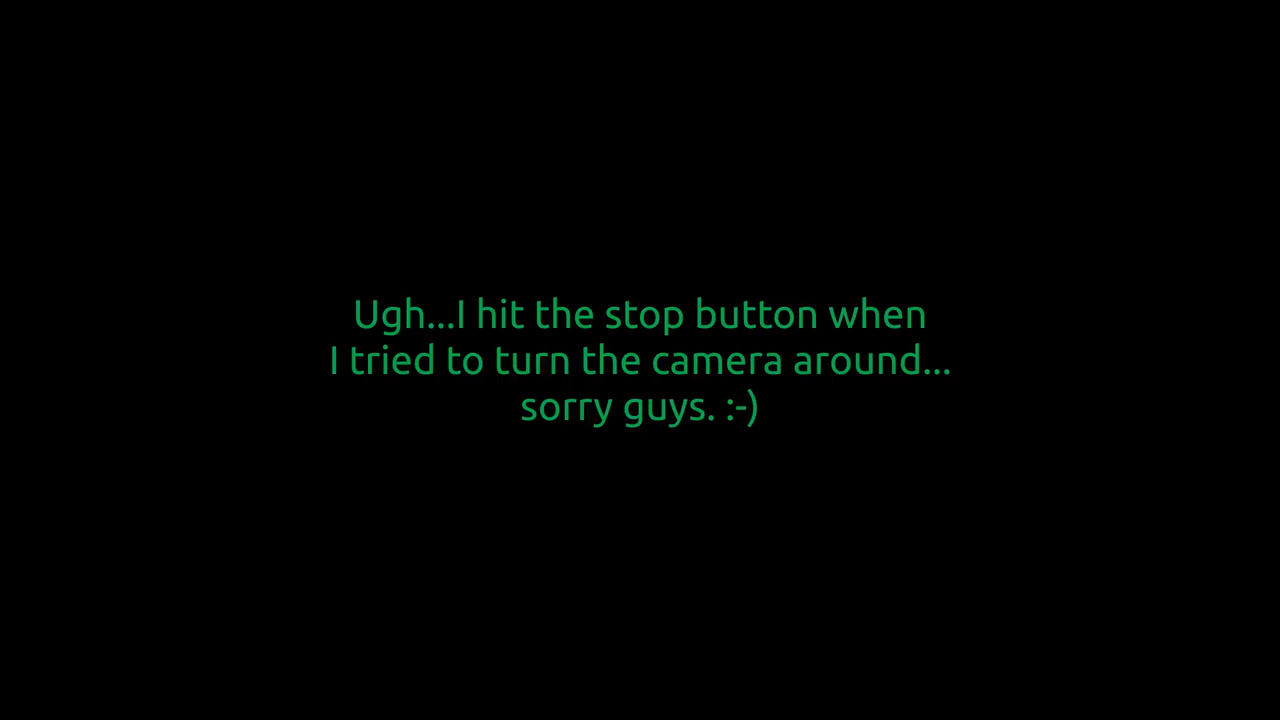 Ugh...I hit the stop button when
I tried to turn the camera around...
sorry guys. :-)